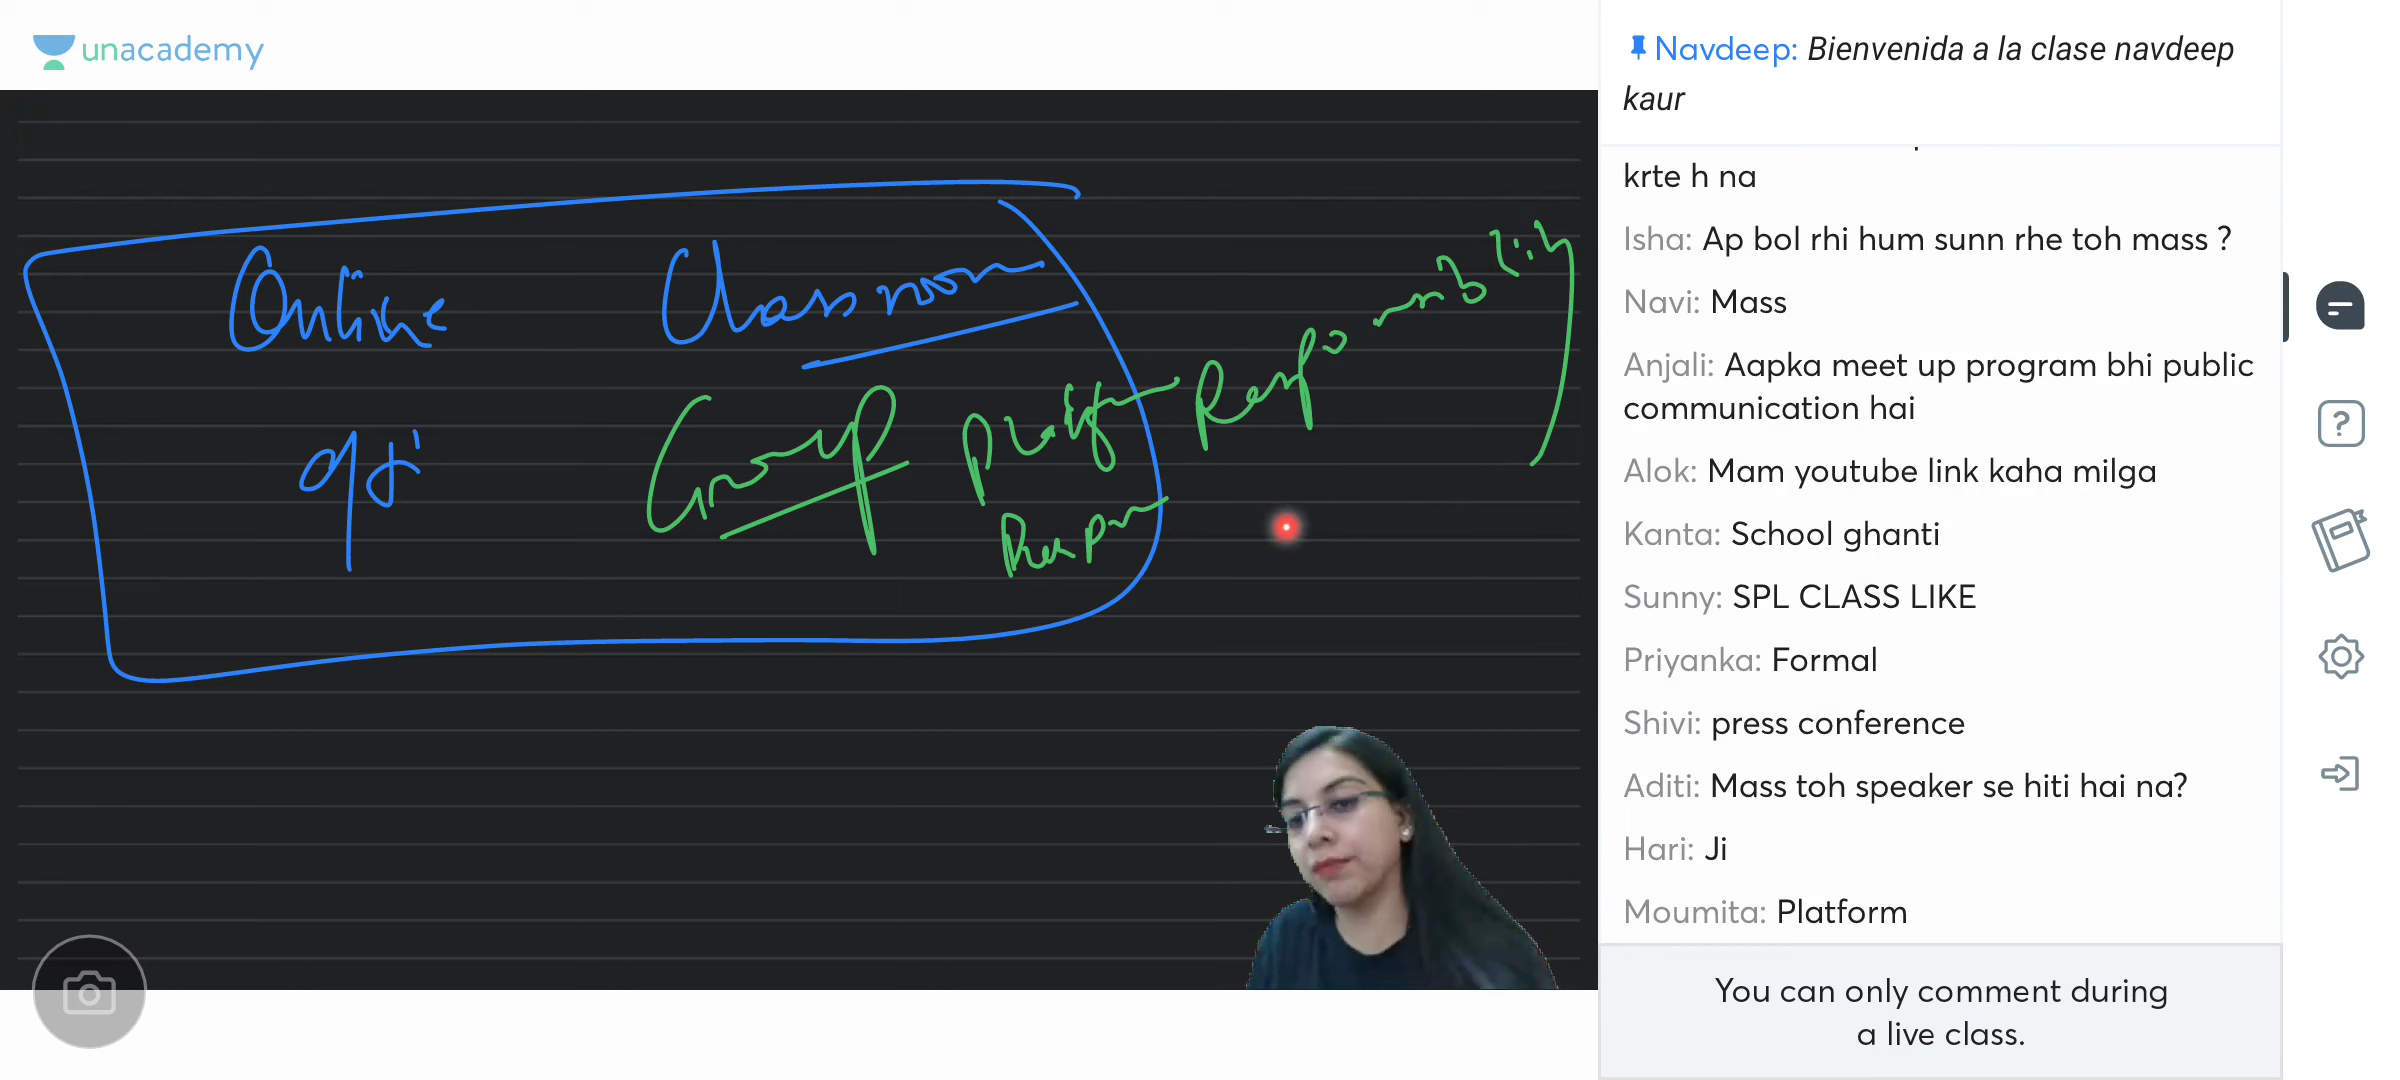 unacademy
Online Classroom
Group
Navdeep: Bienvenida a la clase navdeep
kaur
krte h na
Isha: Ap bol rhi hum sunn rhe toh mass ?
Navi: Mass
Anjali: Aapka meet up program bhi public
communication hai
Alok: Mam youtube link kaha milga
Kanta: School ghanti
Sunny: SPL CLASS LIKE
Priyanka: Formal
Shivi: press conference
Aditi: Mass toh speaker se hiti hai na?
Hari: Ji
Moumita: Platform
You can only comment during
a live class.